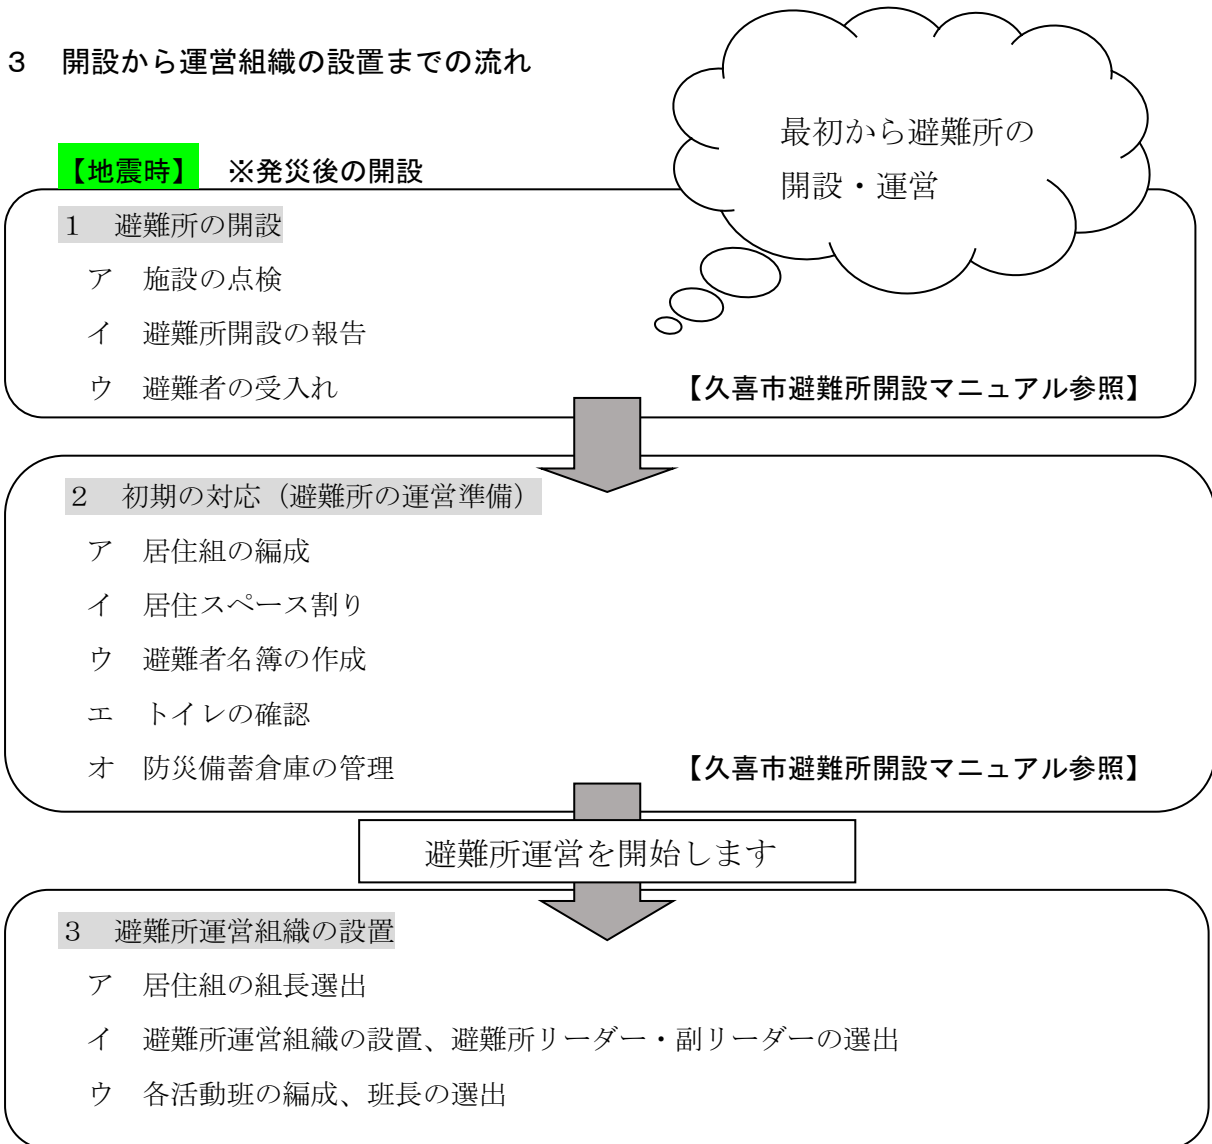 ３　開設から運営組織の設置までの流れ
最初から避難所の
開設・運営
【地震時】　※発災後の開設
１　避難所の開設
ア　施設の点検
イ　避難所開設の報告
ウ　避難者の受入れ　【久喜市避難所開設マニュアル参照】
２　初期の対応（避難所の運営準備）
ア　居住組の編成
イ　居住スペース割り
ウ　避難者名簿の作成
エ　トイレの確認
オ　防災備蓄倉庫の管理　【久喜市避難所開設マニュアル参照】
避難所運営を開始します
３　避難所運営組織の設置
ア　居住組の組長選出
イ　避難所運営組織の設置、避難所リーダー・副リーダーの選出
ウ　各活動班の編成、班長の選出